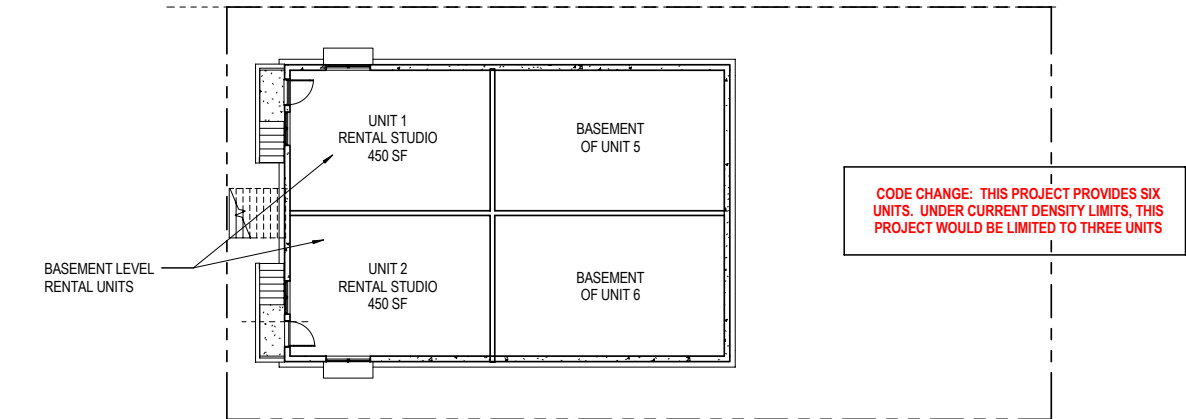 UNIT 1
RENTAL STUDIO
450 SF
BASEMENT
OF UNIT 5
CODE CHANGE: THIS PROJECT PROVIDES SIX
UNITS. UNDER CURRENT DENSITY LIMITS, THIS
PROJECT WOULD BE LIMITED TO THREE UNITS
BASEMENT LEVEL
RENTAL UNITS
UNIT 2
RENTAL STUDIO
450 SF
BASEMENT
OF UNIT 6